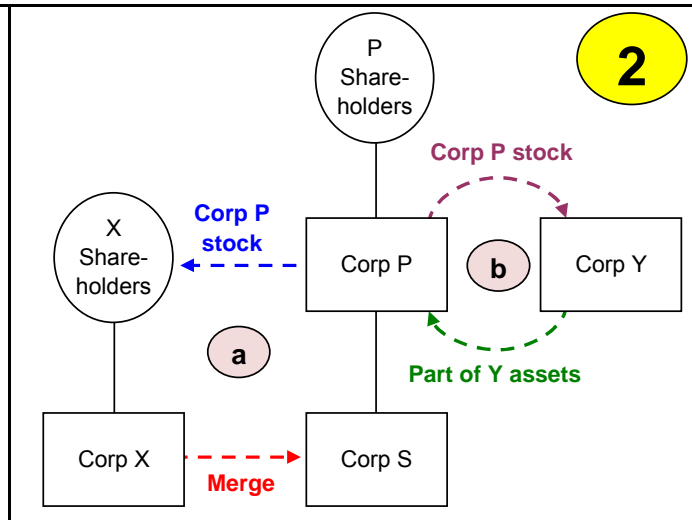 P
Share-
holders
2
Corp P stock
X
Share-
holders
Corp P
stock
Corp P
b
Corp Y
a
Part of Y assets
Corp X
Merge
Corp S